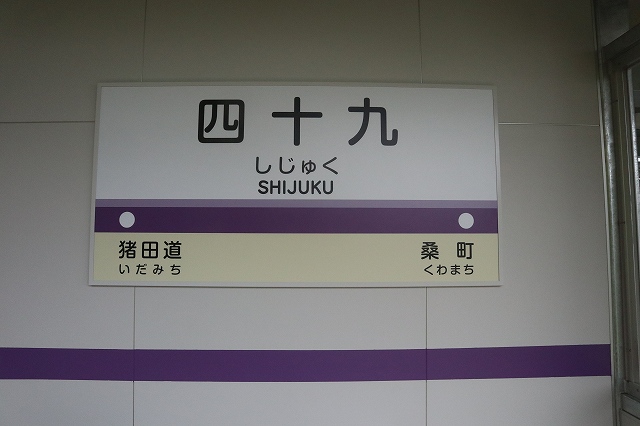 四十九
しじゅく
SHIJUKU
猪田道
いだみち
桑町
くわまち